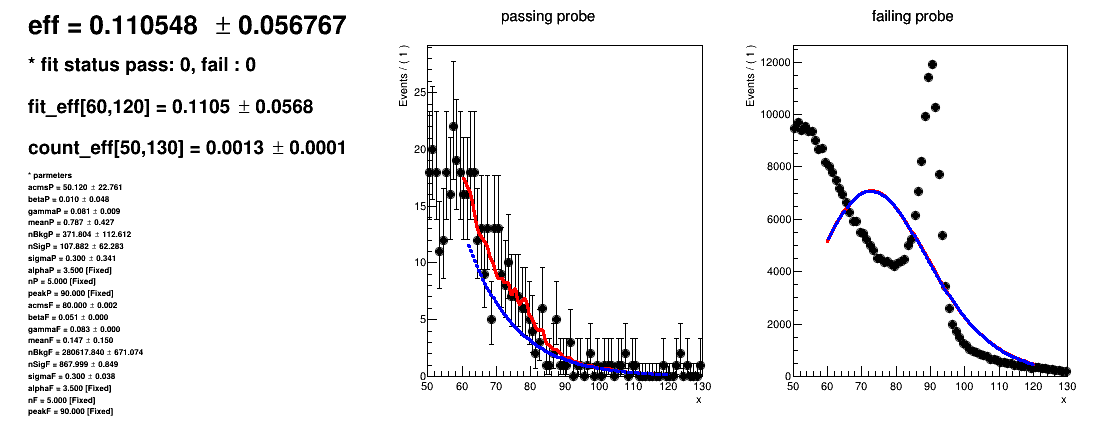 eff = 0.110548 ± 0.056767
* fit status pass: 0, fail : 0
fit_eff[60,120] = 0.1105 ± 0.0568
count_eff[50,130] = 0.0013 ± 0.0001
* parmeters
acmsP = 50.120 ± 22.761
betaP = 0.010 ± 0.048
gammaP = 0.081 ± 0.009
meanP = 0.787 ± 0.427
nBkgP = 371.804 ± 112.612
nSigP = 107.882 ± 62.283
sigmaP = 0.300 ± 0.341
alphaP = 3.500 [Fixed]
nP = 5.000 [Fixed]
peakP = 90.000 [Fixed]
acmsF = 80.000 ± 0.002
betaF = 0.051 ± 0.000
gammaF = 0.083 ± 0.000
meanF = 0.147 ± 0.150
nBkgF = 280617.840 ± 671.074
nSigF = 867.999 ± 0.849
sigmaF = 0.300 ± 0.038
alphaF = 3.500 [Fixed]
nF = 5.000 [Fixed]
peakF = 90.000 [Fixed]
passing probe
Events / ( 1 )
25
20
15
10
5
0
50 60 70 80 90 100 110 120 130
x
failing probe
Events / ( 1 )
12000
10000
8000
6000
4000
2000
0
50 60 70 80 90 100 110 120 130
x